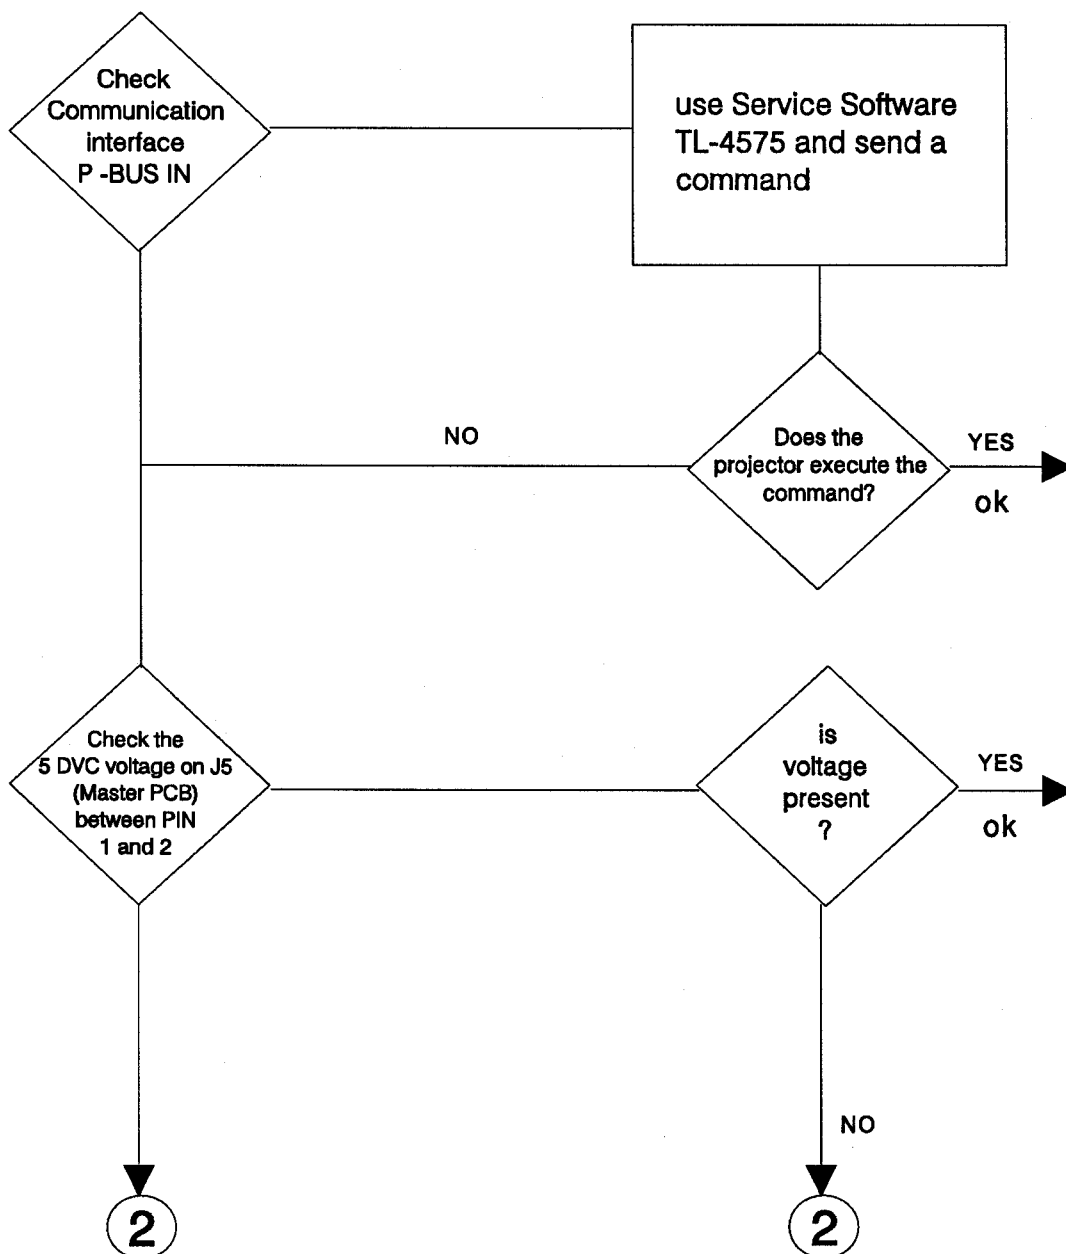 Check
Communication
interface
P -BUS IN
use Service Software
TL-4575 and send a
command
NO
Does the
projector execute the
command?
YES
ok
Check the
5 DVC voltage on J5
(Master PCB)
between PIN
1 and 2
is
voltage
present
?
YES
ok
NO
2
2